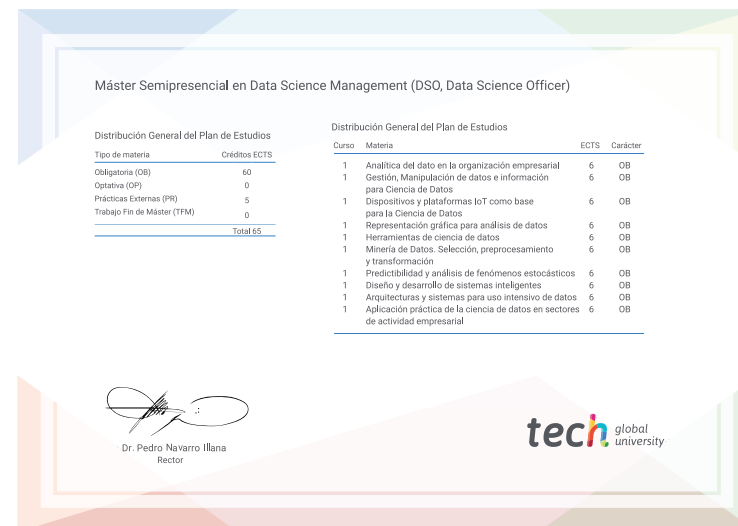 Máster Semipresencial en Data Science Management (DSO, Data Science Officer)
Distribución General del Plan de Estudios
Tipo de materia Créditos ECTS
Obligatoria (OB) 60
Optativa (OP) 0
Prácticas Externas (PR) 5
Trabajo Fin de Máster (TFM) 0
Total 65
Distribución General del Plan de Estudios
Curso Materia ECTS Carácter
1 Analítica del dato en la organización empresarial 6 OB
1 Gestión, Manipulación de datos e información 6 OB
para Ciencia de Datos
1 Dispositivos y plataformas IoT como base 6 OB
para la Ciencia de Datos
1 Representación gráfica para análisis de datos 6 OB
1 Herramientas de ciencia de datos 6 OB
1 Minería de Datos. Selección, preprocesamiento 6 OB
y transformación
1 Predictibilidad y análisis de fenómenos estocásticos 6 OB
1 Diseño y desarrollo de sistemas inteligentes 6 OB
1 Arquitecturas y sistemas para uso intensivo de datos 6 OB
1 Aplicación práctica de la ciencia de datos en sectores 6 OB
de actividad empresarial
Dr. Pedro Navarro Illana
Rector
tech global
university